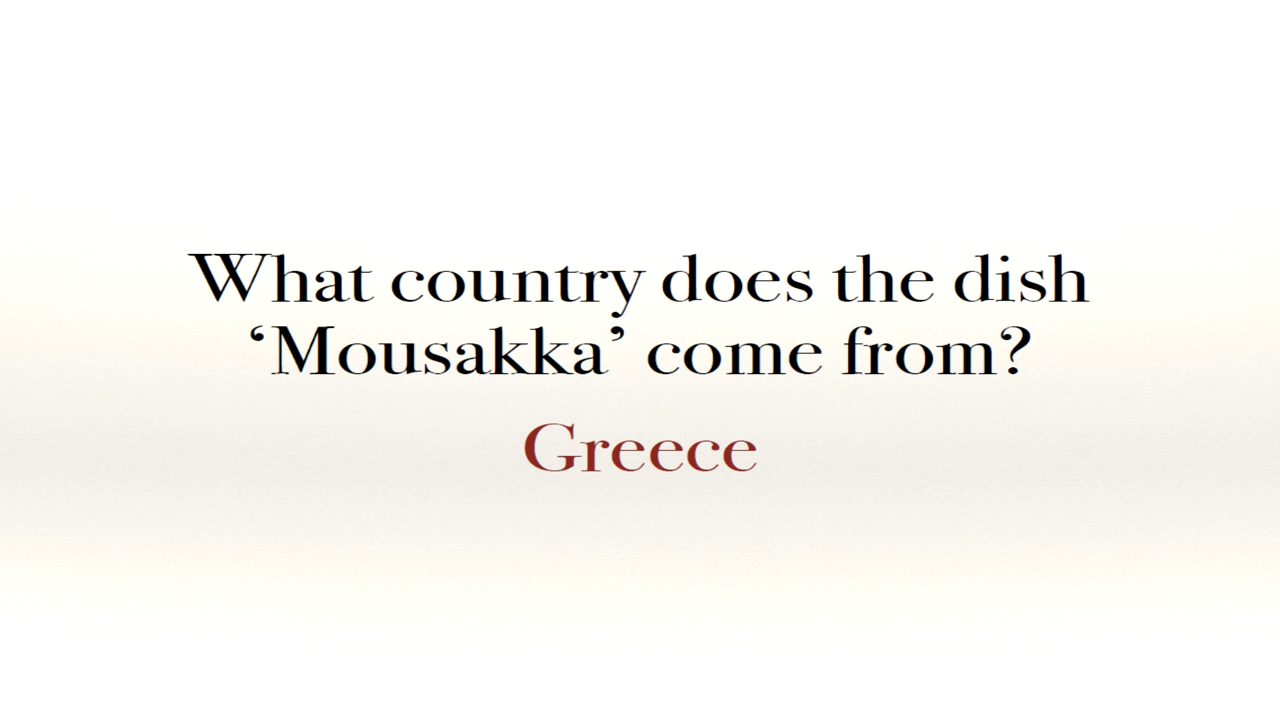 What country does the dish
‘Mousakka’ come from?
Greece